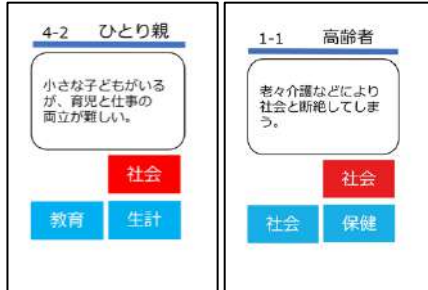 4-2 ひとり親
小さな子どもがいる
が、育児と仕事の
両立が難しい。
社会
教育 生計
1-1 高齢者
老々介護などにより
社会と断絶してしま
う。
社会
社会 保健